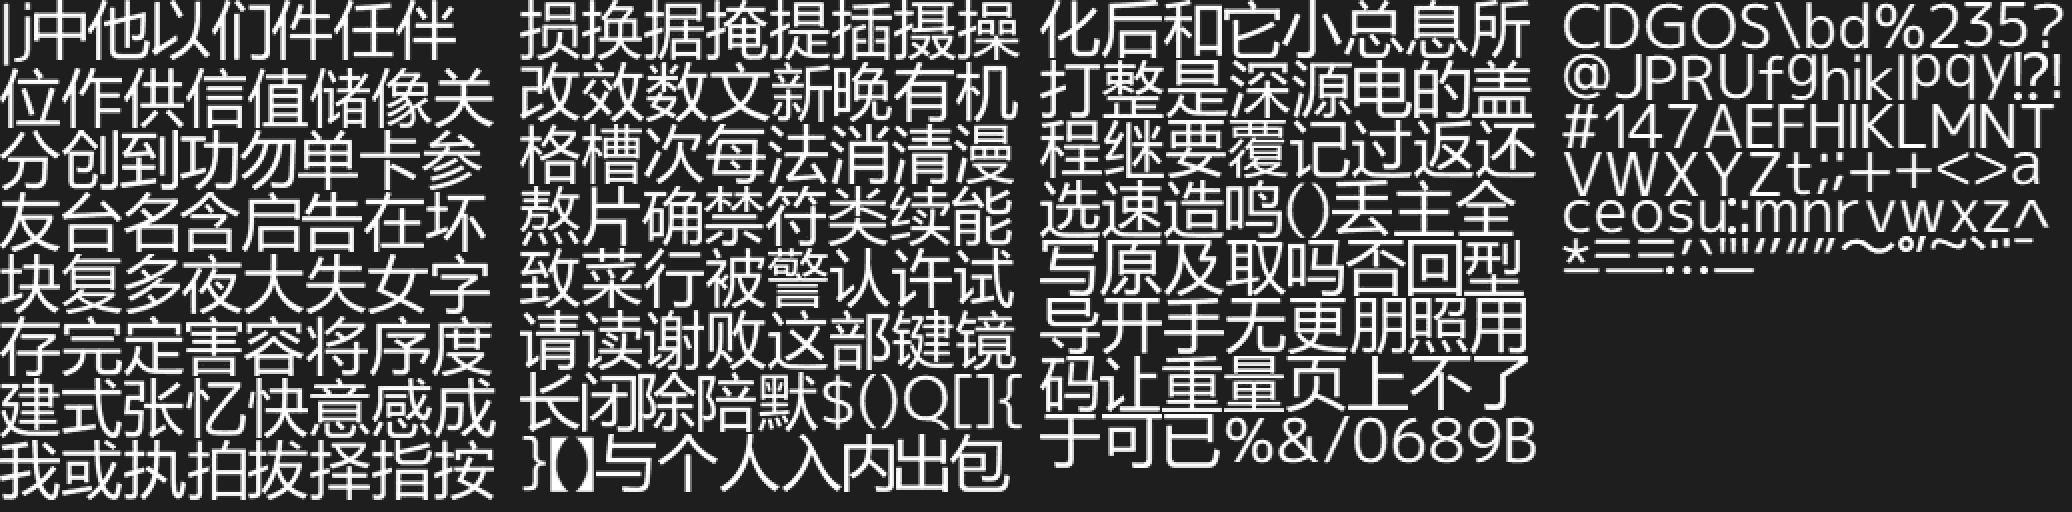 |j中他以们件任伴
位作供信值储像关
分创到功勿单卡参
友台名含启告在坏
块复多夜大失女字
存完定害容将序度
建式张忆快意感成
我或执拍拔择指按
损换据掩提插摄操
改效数文新晚有机
格槽次每法消清漫
熬片确禁符类续能
致菜行被警认许试
请读谢败这部键镜
长闭除陪默$()Q[]{
}【】与个人入内出包
化后和它小总息所
打整是深源电的盖
程继要覆记过返还
选速造鸣()丢主全
写原及取吗否回型
导开手无更朋照用
码让重量页上不了
于可已%&/0689B
CDGOS\bd%235?
@JPRUfghiklpqy!?!
#147AEFHIKLMNT
VWXYZt;;++<>a
ceosu::mnrvwxz^
*==
…_